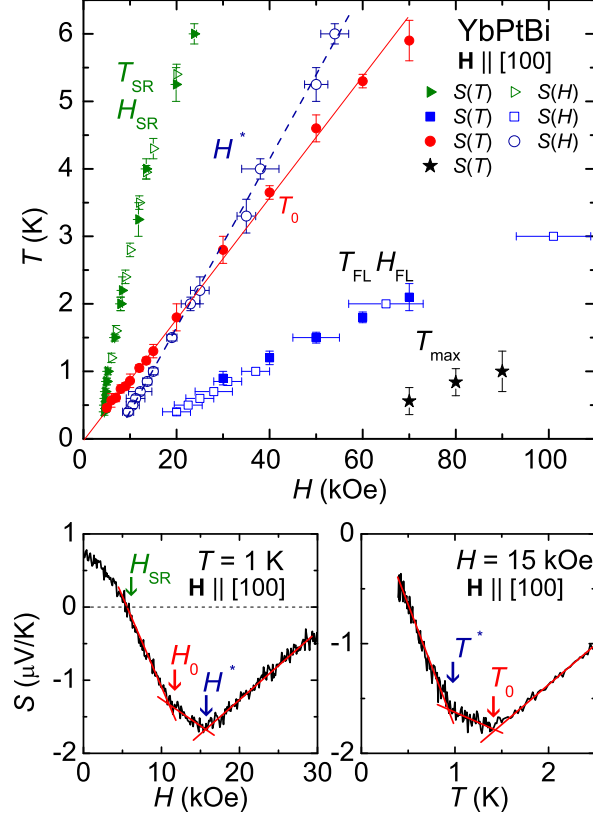 YbPtBi
H || [100]
S(T) S(H)
S(T) S(H)
S(T) S(H)
S(T)
T_SR
H_SR
H*
T_0
T_FL H_FL
T_max
6
5
4
3
2
1
0
T (K)
0 20 40 60 80 100
H (kOe)
1
0
-1
-2
S (μV/K)
H_SR
T = 1 K
H || [100]
H_0
H*
0 10 20 30
H (kOe)
-0
-1
-2
H = 15 kOe
H || [100]
T*
T_0
0 1 2
T (K)